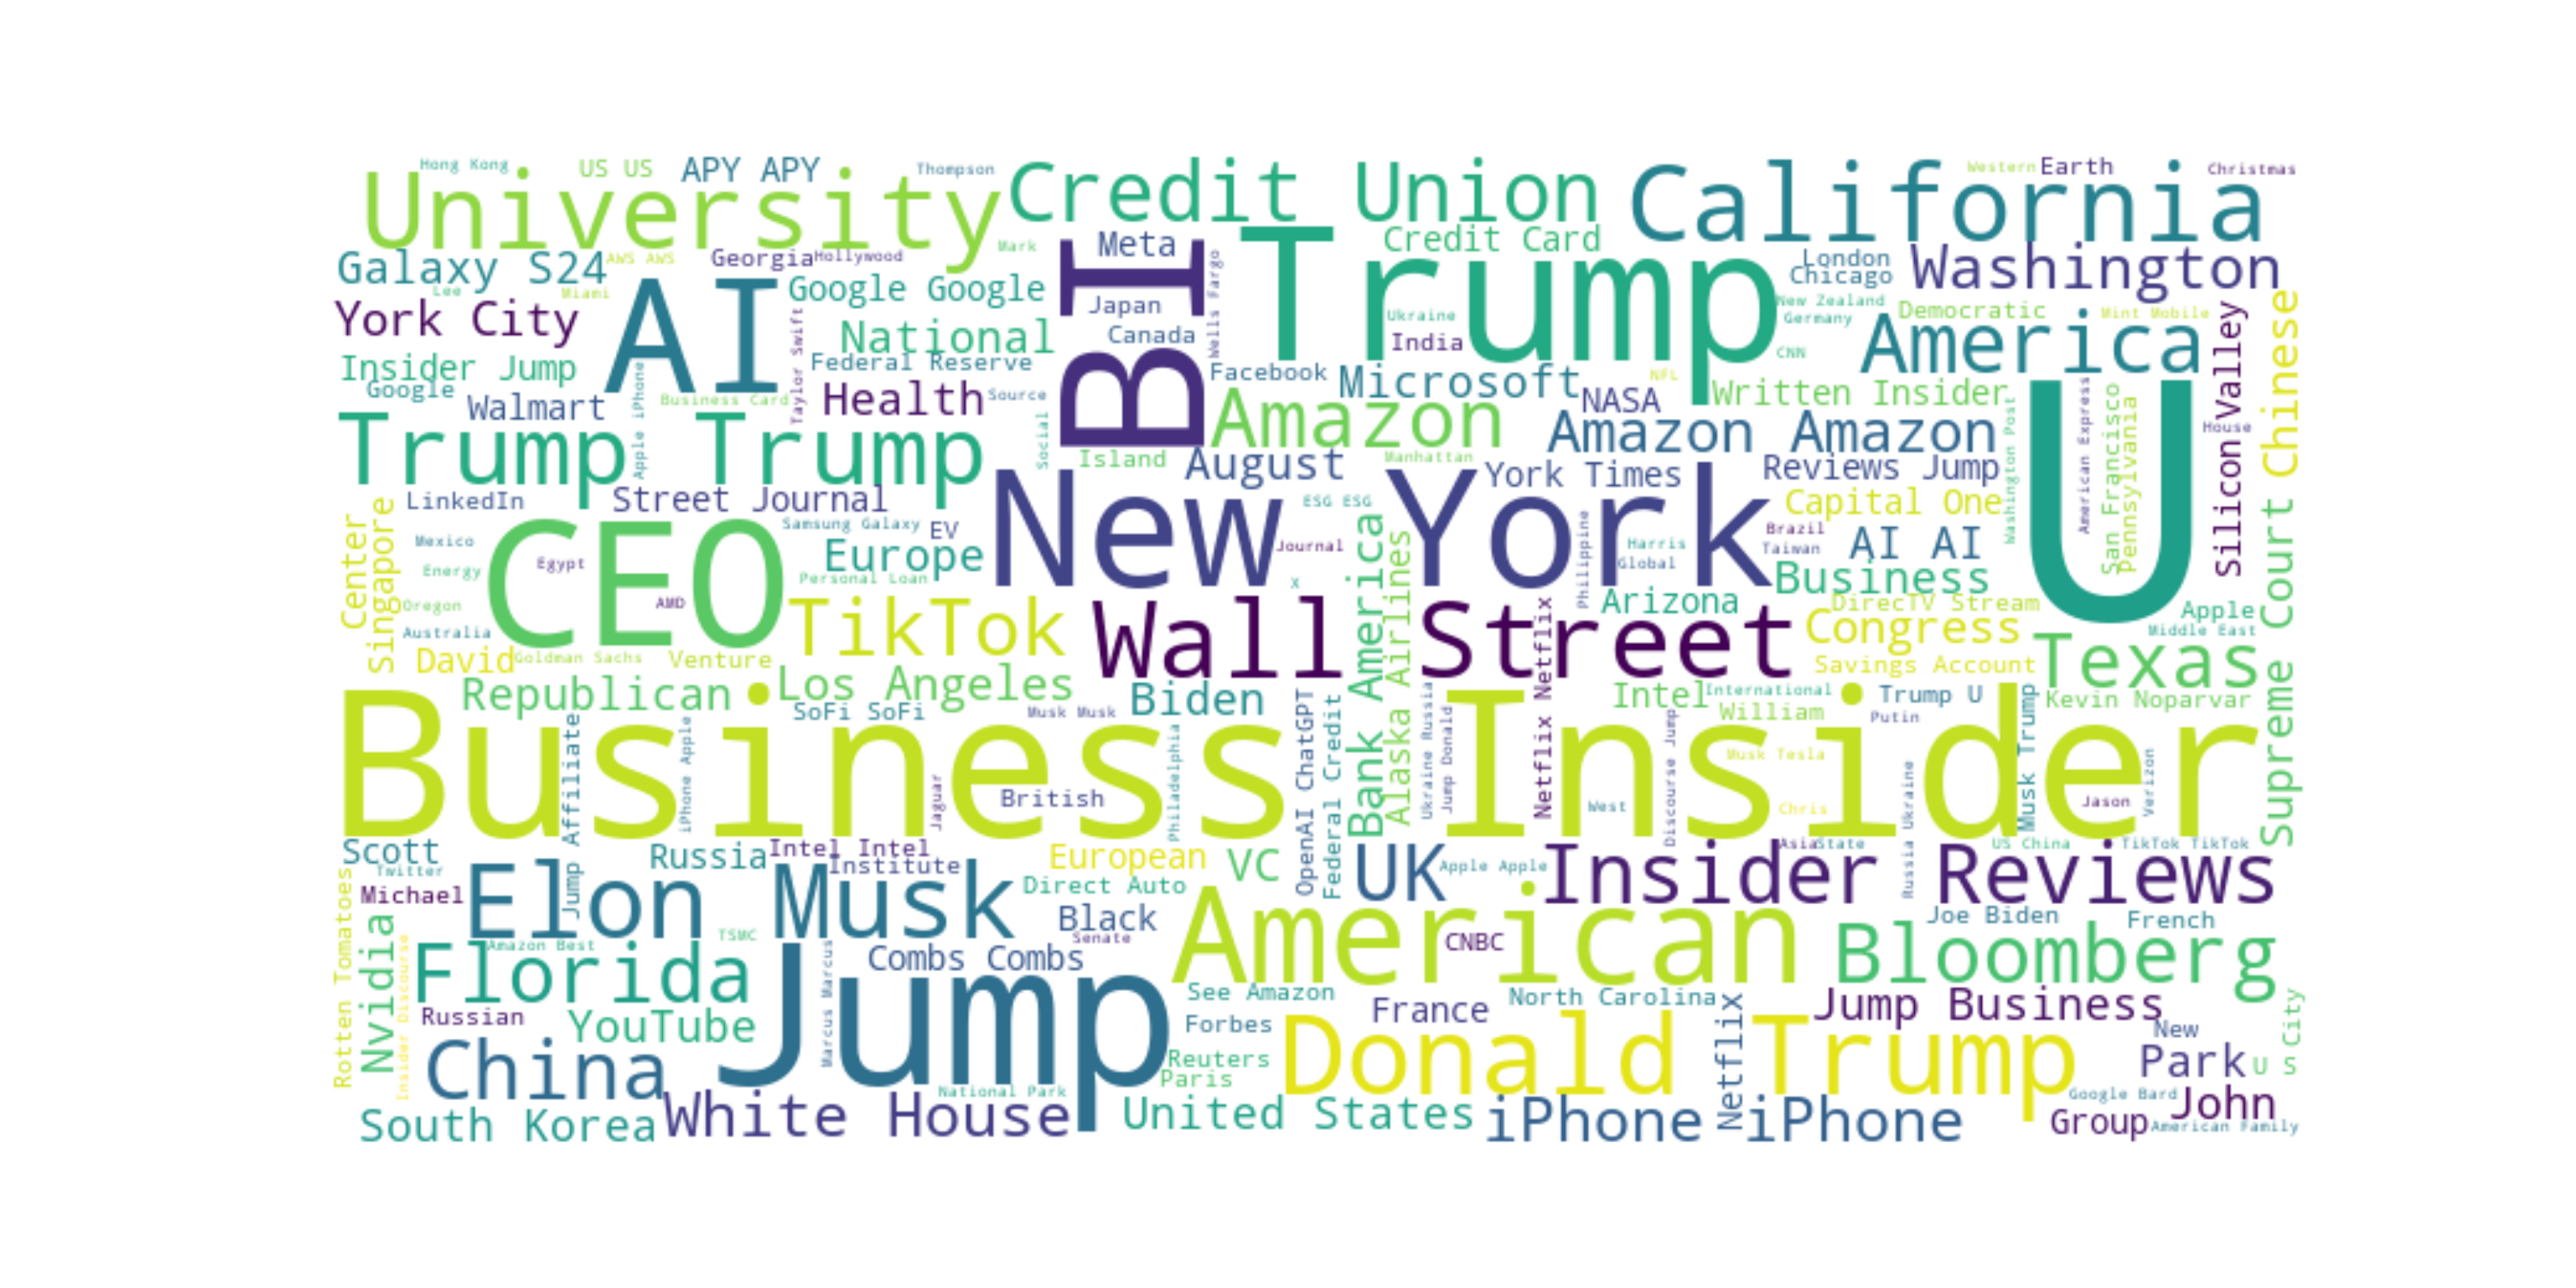 Hong Kong
US US
APY APY
Thompson
Credit Union
California
Western
Earth
Christmas
University
Mark
Meta
Trump
Credit Card
London
Chicago
Washington
Galaxy S24
AWS AWS
Georgia
Hollywood
Lee
Miami
AI
Google Google
BI
Japan
Canada
Wells Fargo
Ukraine
India
New Zealand
Germany
CNN
Democratic
Mint Mobile
America
Silicon Valley
Supreme Court Chinese
York City
National
Taylor Swift
Federal Reserve
Insider Jump
Google
Walmart
Apple iPhone
Business Card
Health
Source
Social
Facebook
Microsoft
NFL
NASA
Written Insider
Amazon
Amazon Amazon
Washington Post
U
American Express
San Francisco
Pennsylvania
House
Trump Trump
Island
August
Manhattan
York Times
Reviews Jump
LinkedIn
Street Journal
New York
ESG ESG
Capital One
Center
Singapore
Mexico
Energy
Egypt
CEO
Samsung Galaxy
EV
Europe
Personal Loan
Journal
X
Bank America
Alaska Airlines
Philippine
Harris
Global
Brazil
Taiwan
AI AI
Business
Oregon
AMD
Australia
TikTok
Wall Street
Arizona
DirecTV Stream
Congress
Apple
Middle East
David
Goldman Sachs
Venture
Savings Account
Texas
Republican
Los Angeles
Biden
Netflix Netflix
Intel
International
William
Trump U
Putin
Musk Trump
Kevin Noparvar
SoFi SoFi
Musk Musk
Business Insider
Jump Affiliate
iPhone Apple
Jaguar
British
Philadelphia
OpenAI ChatGPT
Federal Credit
Ukraine Russia
Jump Donald
West
Discourse Jump
Musk Tesla
Chris
Russia Ukraine
Jason
Verizon
Scott
Twitter
Russia
Intel Intel
Institute
European
VC
UK
Apple Apple
Asia
State
US China
TikTok TikTok
Rotten Tomatoes
Michael
Elon Musk
Direct Auto
Insider Reviews
Nvidia
Insider Discourse
Black
Senate
American
CNBC
Joe Biden
French
Florida
Amazon Best
TSMC
Marcus Marcus
Combs Combs
Bloomberg
Russian
YouTube
Jump
See Amazon
Forbes
France
North Carolina
Netflix
Jump Business
New
City
China
Reuters
Paris
Donald Trump
Park
U S
National Park
Google Bard
John
South Korea
White House
United States
iPhone iPhone
Group
American Family